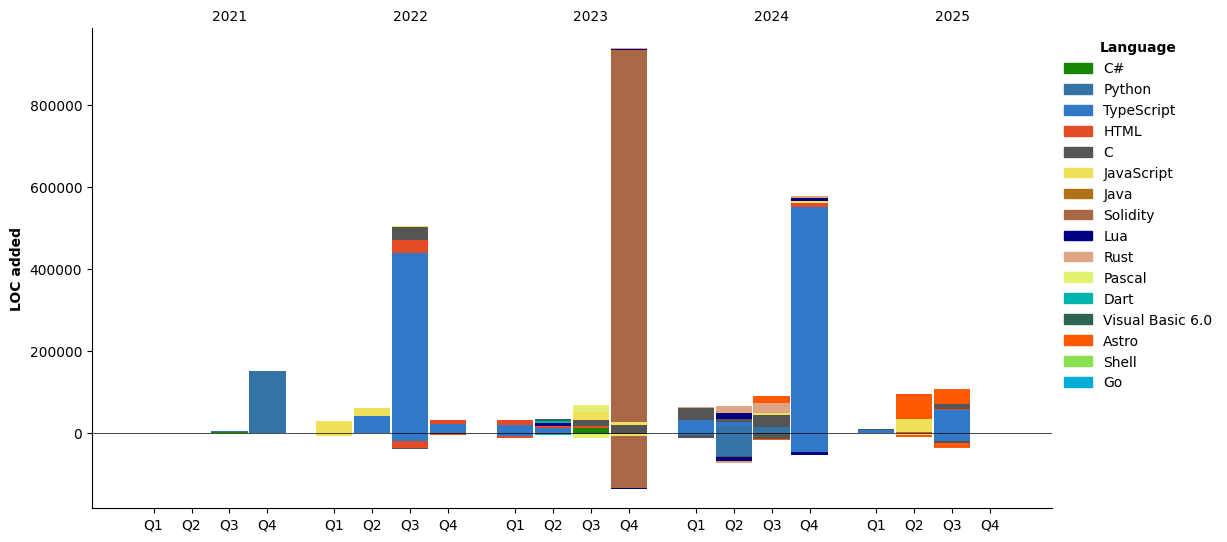 2021 2022 2023 2024 2025
LOC added
800000
600000
400000
200000
0
Q1 Q2 Q3 Q4 Q1 Q2 Q3 Q4 Q1 Q2 Q3 Q4 Q1 Q2 Q3 Q4 Q1 Q2 Q3 Q4
Language
C#
Python
TypeScript
HTML
C
JavaScript
Java
Solidity
Lua
Rust
Pascal
Dart
Visual Basic 6.0
Astro
Shell
Go